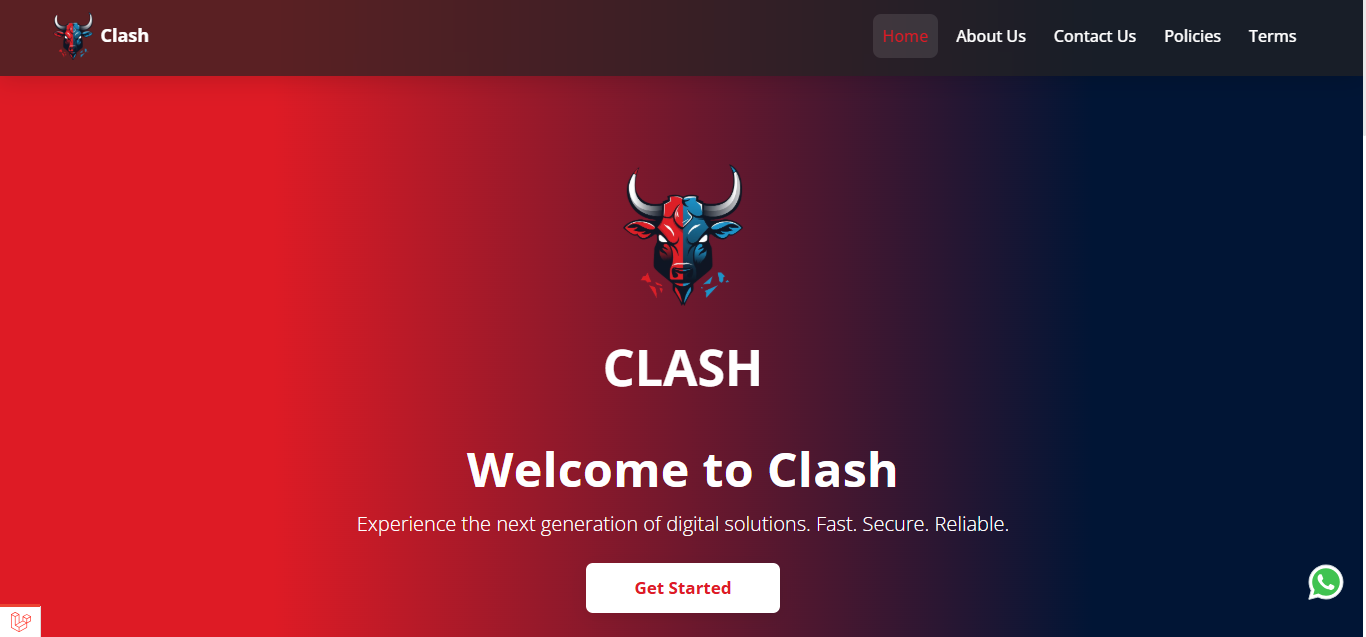 Clash
Home About Us Contact Us Policies Terms
CLASH
Welcome to Clash
Experience the next generation of digital solutions. Fast. Secure. Reliable.
Get Started